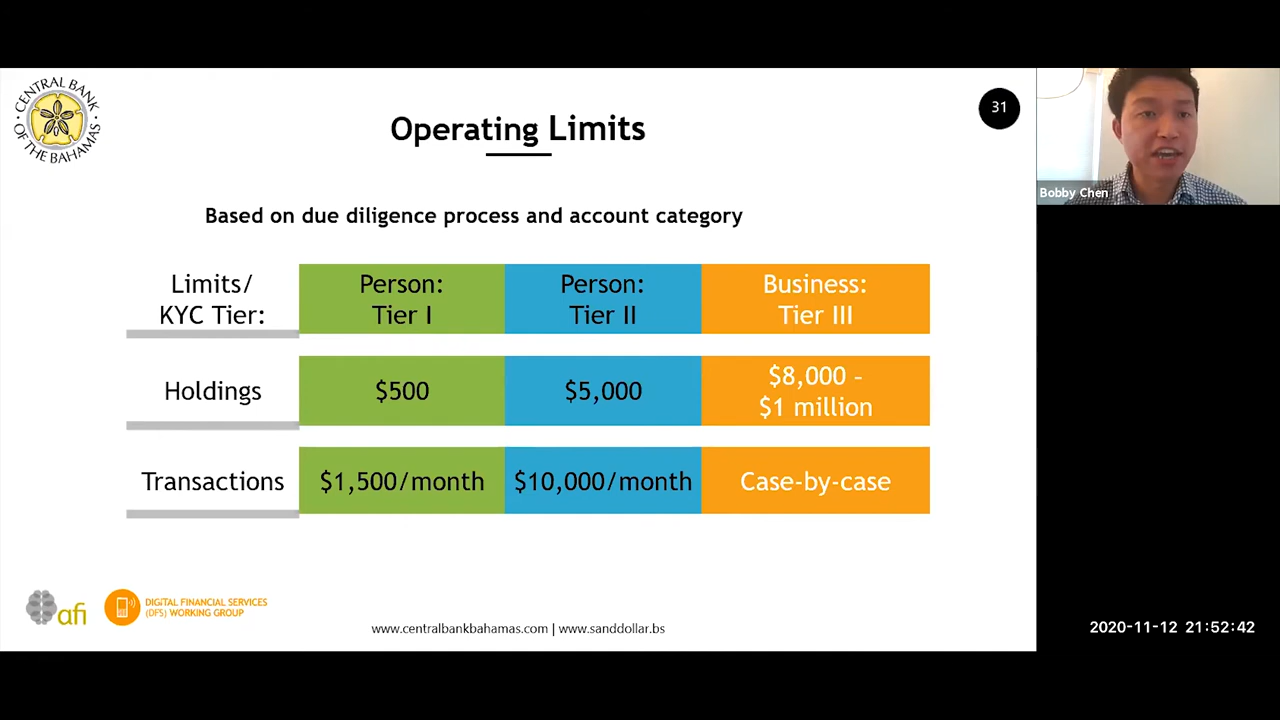 CENTRAL BANK
OF THE BAHAMAS
31
Operating Limits
Bobby Chen
Based on due diligence process and account category
Limits/
KYC Tier:
Person:
Tier I
Person:
Tier II
Business:
Tier III
Holdings
$500
$5,000
$8,000 –
$1 million
Transactions
$1,500/month
$10,000/month
Case-by-case
afi
DIGITAL FINANCIAL SERVICES
(DFS) WORKING GROUP
www.centralbankbahamas.com | www.sanddollar.bs
2020-11-12 21:52:42